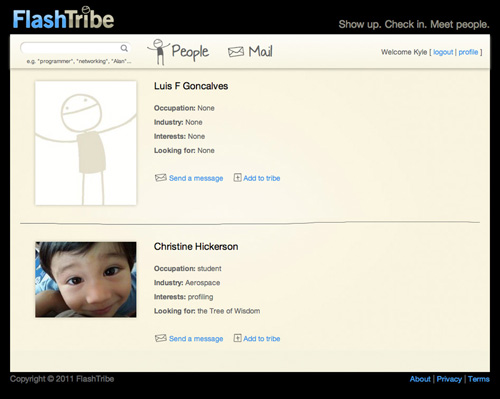 FlashTribe
Show up. Check in. Meet people.
People
Mail
Welcome Kyle [ logout | profile ]
e.g. "programmer", "networking", "Alan"...
Luis F Goncalves
Occupation: None
Industry: None
Interests: None
Looking for: None
Send a message
Add to tribe
Christine Hickerson
Occupation: student
Industry: Aerospace
Interests: profiling
Looking for: the Tree of Wisdom
Send a message
Add to tribe
Copyright © 2011 FlashTribe
About | Privacy | Terms